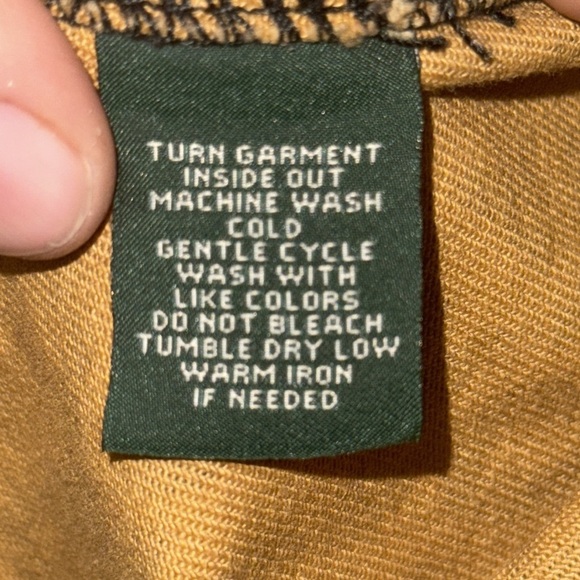 TURN GARMENT
INSIDE OUT
MACHINE WASH
COLD
GENTLE CYCLE
WASH WITH
LIKE COLORS
DO NOT BLEACH
TUMBLE DRY LOW
WARM IRON
IF NEEDED